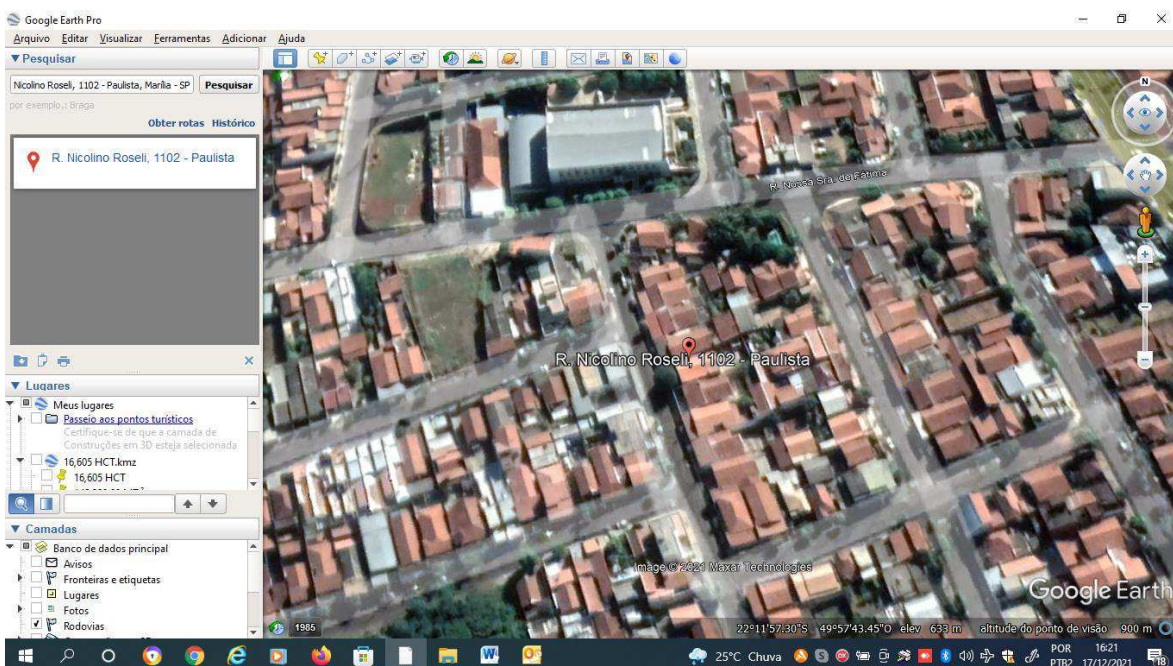 Google Earth Pro
Arquivo Editar Visualizar Ferramentas Adicionar Ajuda
Pesquisar
Nicolino Roseli, 1102 - Paulista, Marília - SP Pesquisar
por exemplo,: Braga
Obter rotas Histórico
R. Nicolino Roseli, 1102 - Paulista
Lugares
Meus lugares
Passeio aos pontos turísticos
Certifique-se de que a camada de
Construções em 3D esteja selecionada
16,605 HCT.kmz
16,605 HCT
Camadas
Banco de dados principal
Avisos
Fronteiras e etiquetas
Lugares
Fotos
Rodovias
N
R. Nossa Sra. de Fátima
R. Nicolino Roseli, 1102 - Paulista
Image © 2021 Maxar Technologies
Google Earth
1985
22°11'57.30"S 49°57'43.45"O elev 633 m altitude do ponto de visão 900 m
25°C Chuva
POR
PTB2
16:21
17/12/2021